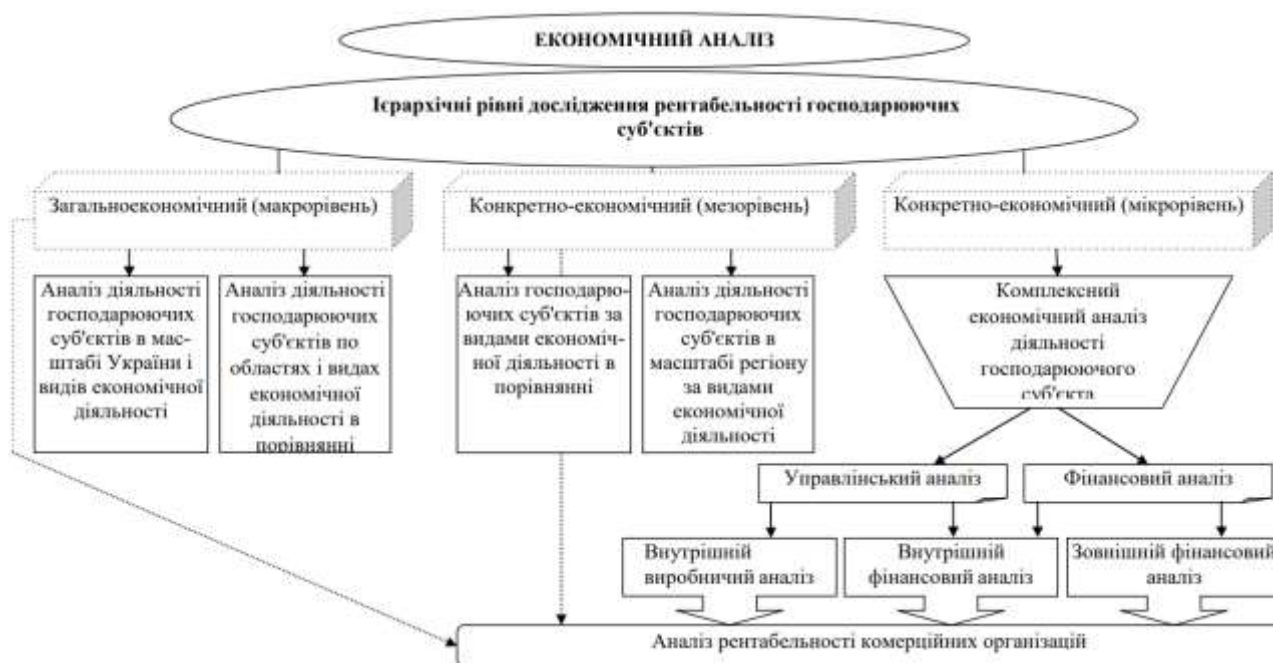 ЕКОНОМІЧНИЙ АНАЛІЗ
Ієрархічні рівні дослідження рентабельності господарюючих
суб'єктів
Загальноекономічний (макрорівень)
Конкретно-економічний (мезорівень)
Конкретно-економічний (мікрорівень)
Аналіз діяльності
господарюючих
суб'єктів в мас-
штабі України і
видів економічної
діяльності
Аналіз діяльності
господарюючих
суб'єктів по
областях і видах
економічної
діяльності в
порівнянні
Аналіз господарю-
ючих суб'єктів за
видами економіч-
ної діяльності в
порівнянні
Аналіз діяльності
господарюючих
суб'єктів в
масштабі регіону
за видами
економічної
діяльності
Комплексний
економічний аналіз
діяльності
господарюючого
суб'єкта
Управлінський аналіз
Фінансовий аналіз
Внутрішній
виробничий аналіз
Внутрішній
фінансовий аналіз
Зовнішній фінансовий
аналіз
Аналіз рентабельності комерційних організацій